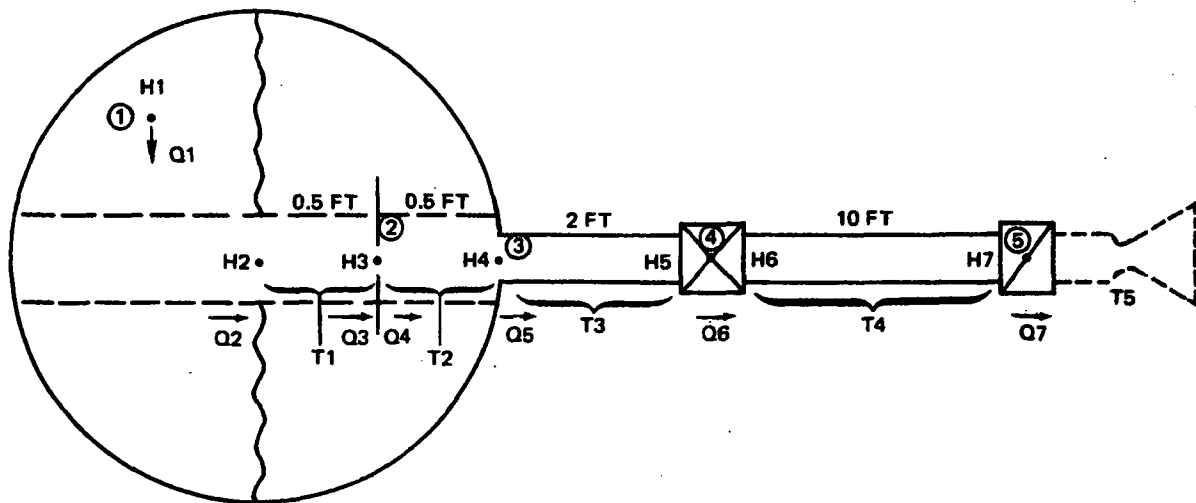 H1
①
Q1
0.5 FT 0.5 FT
② ③ 2 FT ④ 10 FT ⑤
H2 H3 H4 H5 H6 H7
Q2 Q3 Q4 Q5 Q6 Q7
T1 T2 T3 T4 T5